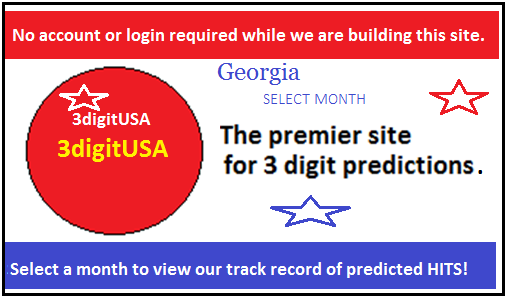 No account or login required while we are building this site.
Georgia
SELECT MONTH
3digitUSA
3digitUSA
The premier site
for 3 digit predictions.
Select a month to view our track record of predicted HITS!